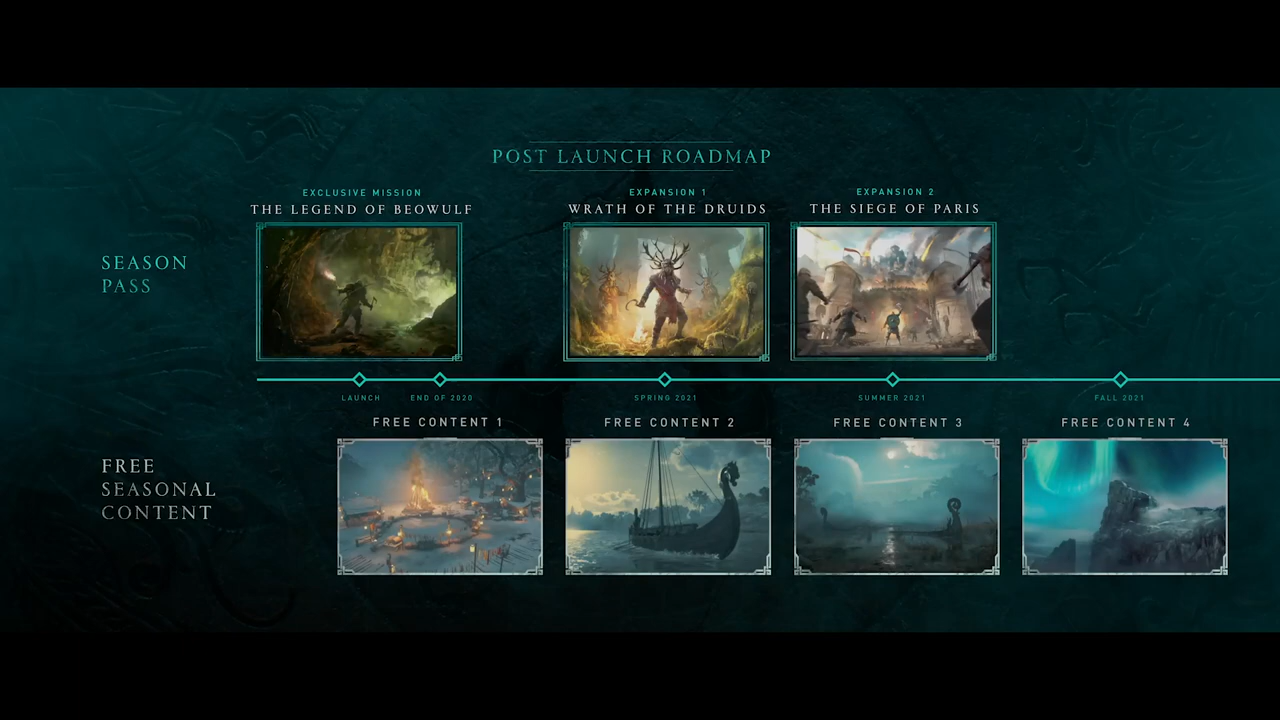 POST LAUNCH ROADMAP
EXCLUSIVE MISSION
THE LEGEND OF BEOWULF
EXPANSION 1
WRATH OF THE DRUIDS
EXPANSION 2
THE SIEGE OF PARIS
SEASON
PASS
LAUNCH
END OF 2020
SPRING 2021
SUMMER 2021
FALL 2021
FREE CONTENT 1
FREE CONTENT 2
FREE CONTENT 3
FREE CONTENT 4
FREE
SEASONAL
CONTENT